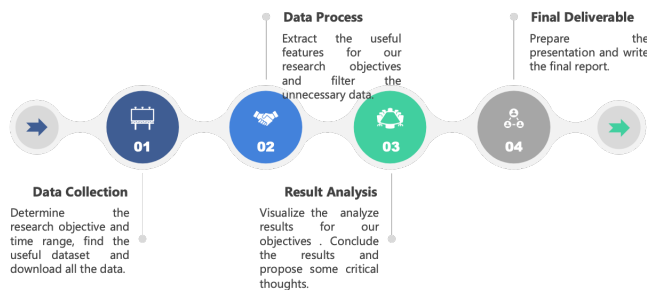 Data Process
Extract the useful
features for our
research objectives
and filter the
unnecessary data.
Final Deliverable
Prepare the
presentation and write
the final report.
01
02
03
04
Data Collection
Determine the
research objective and
time range, find the
useful dataset and
download all the data.
Result Analysis
Visualize the analyze
results for our
objectives . Conclude
the results and
propose some critical
thoughts.